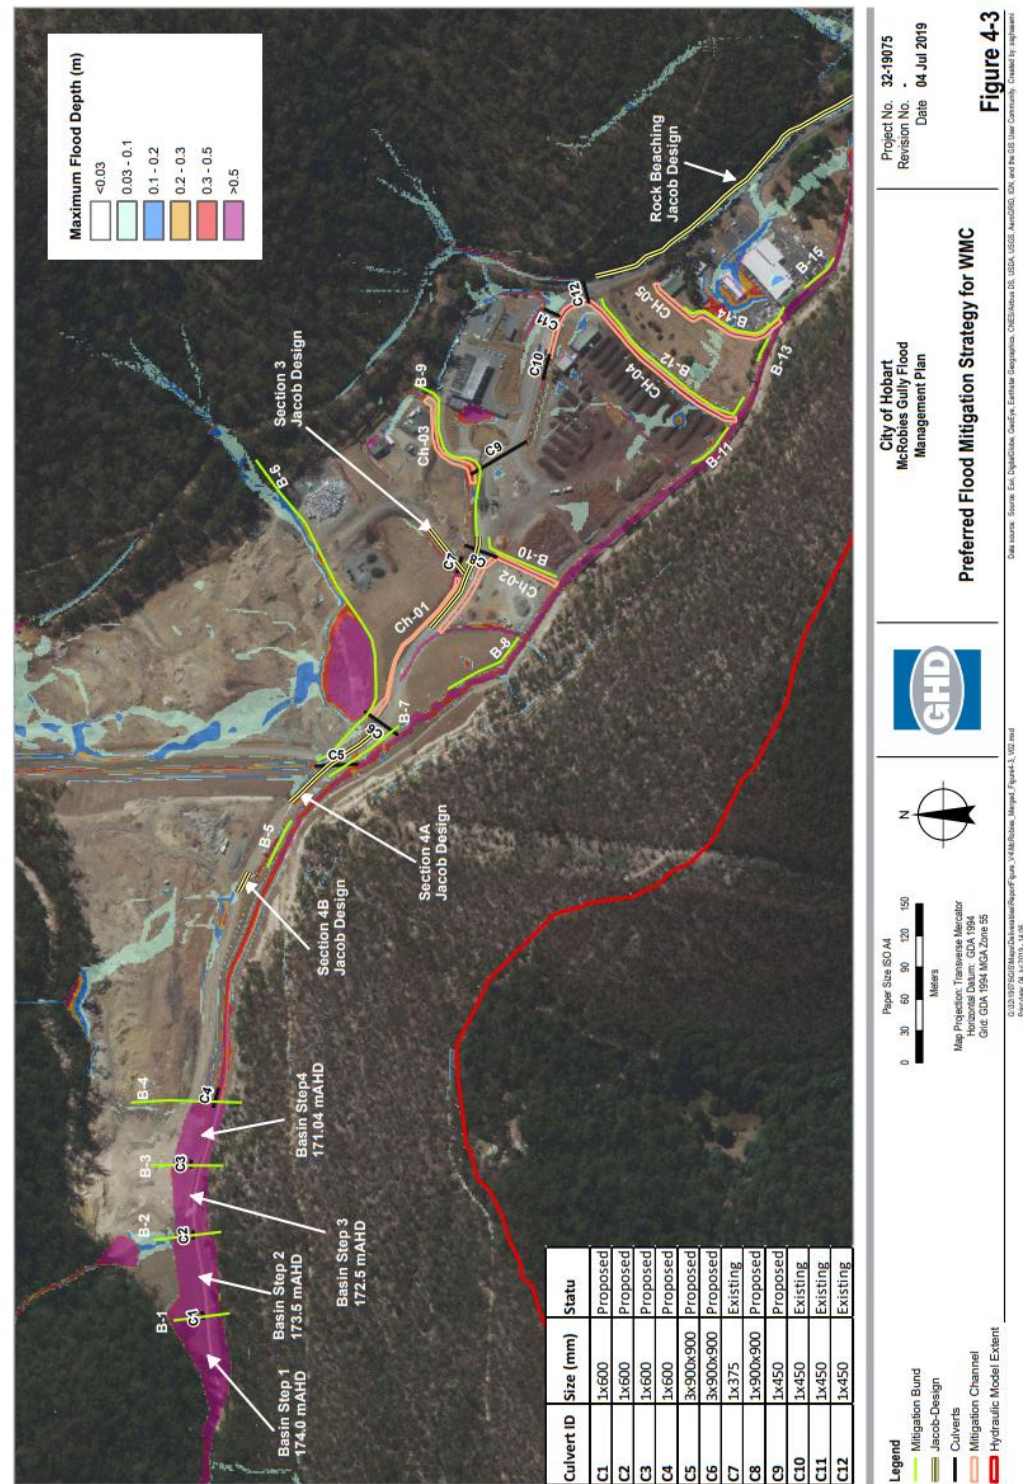 Maximum Flood Depth (m)
<0.03
0.03 - 0.1
0.1 - 0.2
0.2 - 0.3
0.3 - 0.5
>0.5
Basin Step 1
174.0 mAHD
Basin Step 2
173.5 mAHD
Basin Step 3
172.5 mAHD
Basin Step4
171.04 mAHD
B-1
C1
B-2
C2
B-3
C3
B-4
C4
Section 4B
Jacob Design
B-5
Section 4A
Jacob Design
C5
C6
B-7
B-6
Ch-01
B-8
Section 3
Jacob Design
C7
C8
Ch-02
B-10
Ch-03
B-9
C9
C10
C11
C12
B-11
CH-04
B-12
B-13
CH-05
B-14
B-15
Rock Beaching
Jacob Design
Culvert ID Size (mm) Statu
C1 1x600 Proposed
C2 1x600 Proposed
C3 1x600 Proposed
C4 1x600 Proposed
C5 3x900x900 Proposed
C6 3x900x900 Proposed
C7 1x375 Existing
C8 1x900x900 Proposed
C9 1x450 Proposed
C10 1x450 Existing
C11 1x450 Existing
C12 1x450 Existing
Legend
Mitigation Bund
Jacob-Design
Culverts
Mitigation Channel
Hydraulic Model Extent
Paper Size ISO A4
0 30 60 90 120 150
Meters
Map Projection: Transverse Mercator
Horizontal Datum: GDA 1994
Grid: GDA 1994 MGA Zone 55
N
GHD
City of Hobart
McRobies Gully Flood
Management Plan
Preferred Flood Mitigation Strategy for WMC
Project No. 32-19075
Revision No. -
Date 04 Jul 2019
Figure 4-3